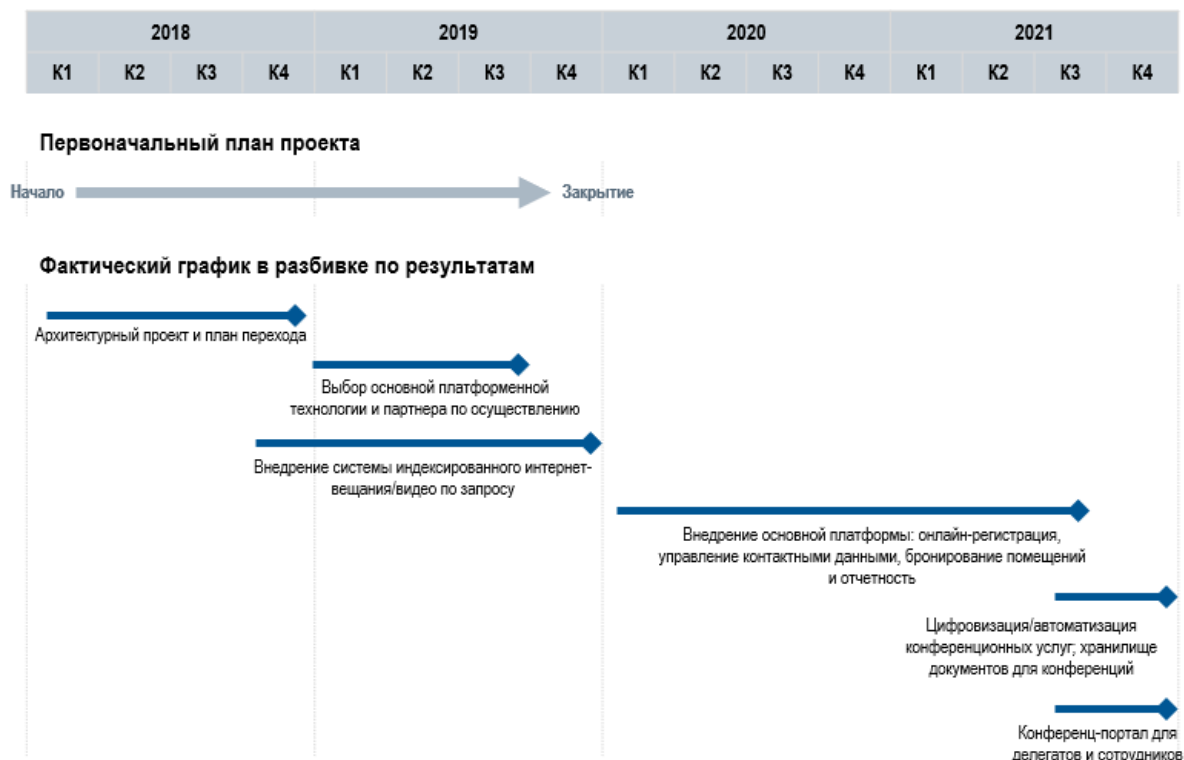 2018 2019 2020 2021
К1 К2 К3 К4 К1 К2 К3 К4 К1 К2 К3 К4 К1 К2 К3 К4
Первоначальный план проекта
Начало Закрытие
Фактический график в разбивке по результатам
Архитектурный проект и план перехода
Выбор основной платформенной
технологии и партнера по осуществлению
Внедрение системы индексированного интернет-
вещания/видео по запросу
Внедрение основной платформы: онлайн-регистрация,
управление контактными данными, бронирование помещений
и отчетность
Цифровизация/автоматизация
конференционных услуг; хранилище
документов для конференций
Конференц-портал для
делегатов и сотрудников